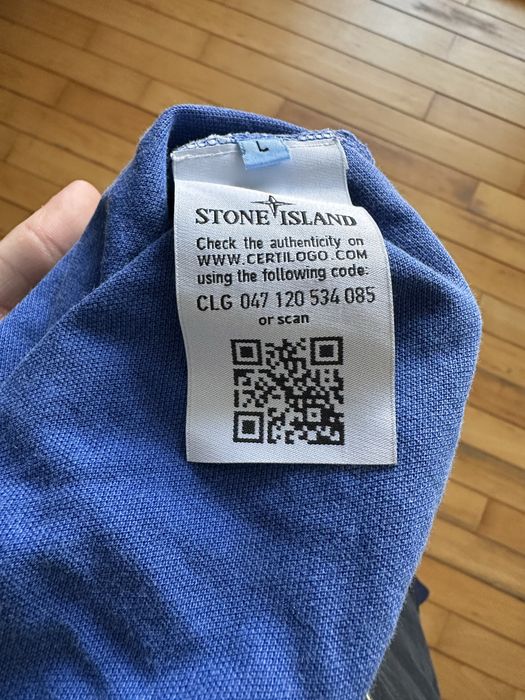 L
STONE ISLAND
Check the authenticity on
WWW.CERTILOGO.COM
using the following code:
CLG 047 120 534 085
or scan